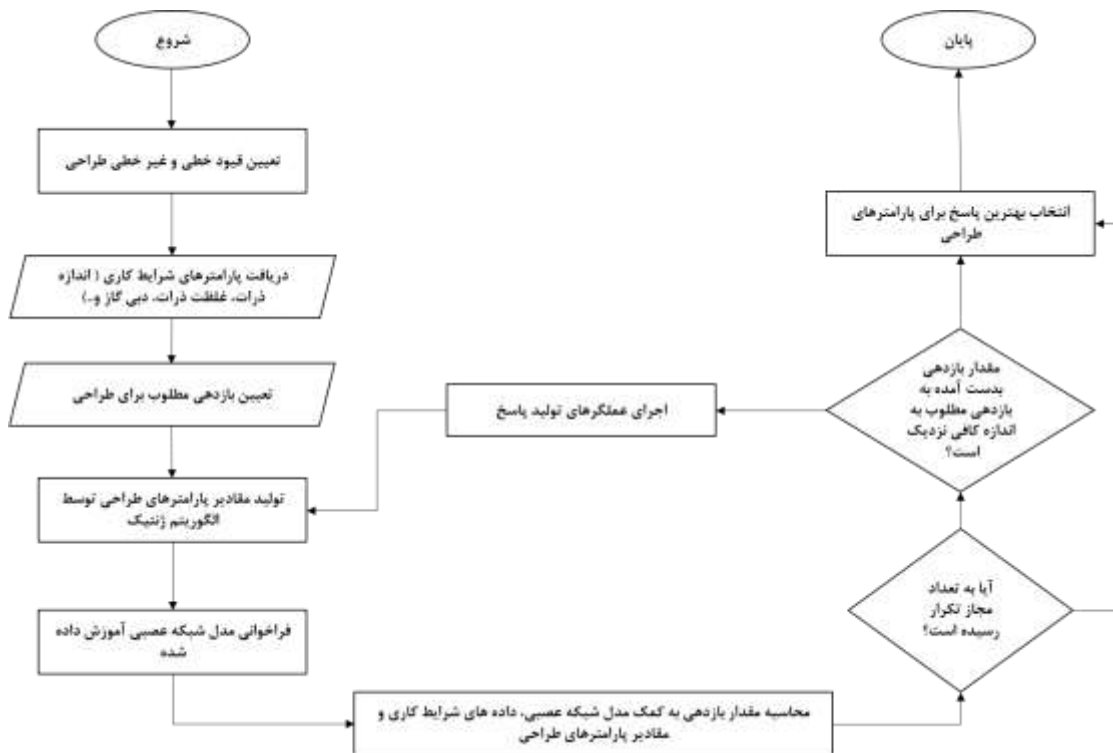 شروع
تعیین قیود خطی و غیر خطی طراحی
دریافت پارامترهای شرایط کاری ( اندازه
ذرات، غلظت ذرات، دبی گاز و..)
تعیین بازدهی مطلوب برای طراحی
تولید مقادیر پارامترهای طراحی توسط
الگوریتم ژنتیک
فراخوانی مدل شبکه عصبی آموزش داده
شده
محاسبه مقدار بازدهی به کمک مدل شبکه عصبی، داده های شرایط کاری و
مقادیر پارامترهای طراحی
آیا به تعداد
مجاز تکرار
رسیده است؟
مقدار بازدهی
بدست آمده به
بازدهی مطلوب به
اندازه کافی نزدیک
است؟
اجرای عملگرهای تولید پاسخ
انتخاب بهترین پاسخ برای پارامترهای
طراحی
پایان